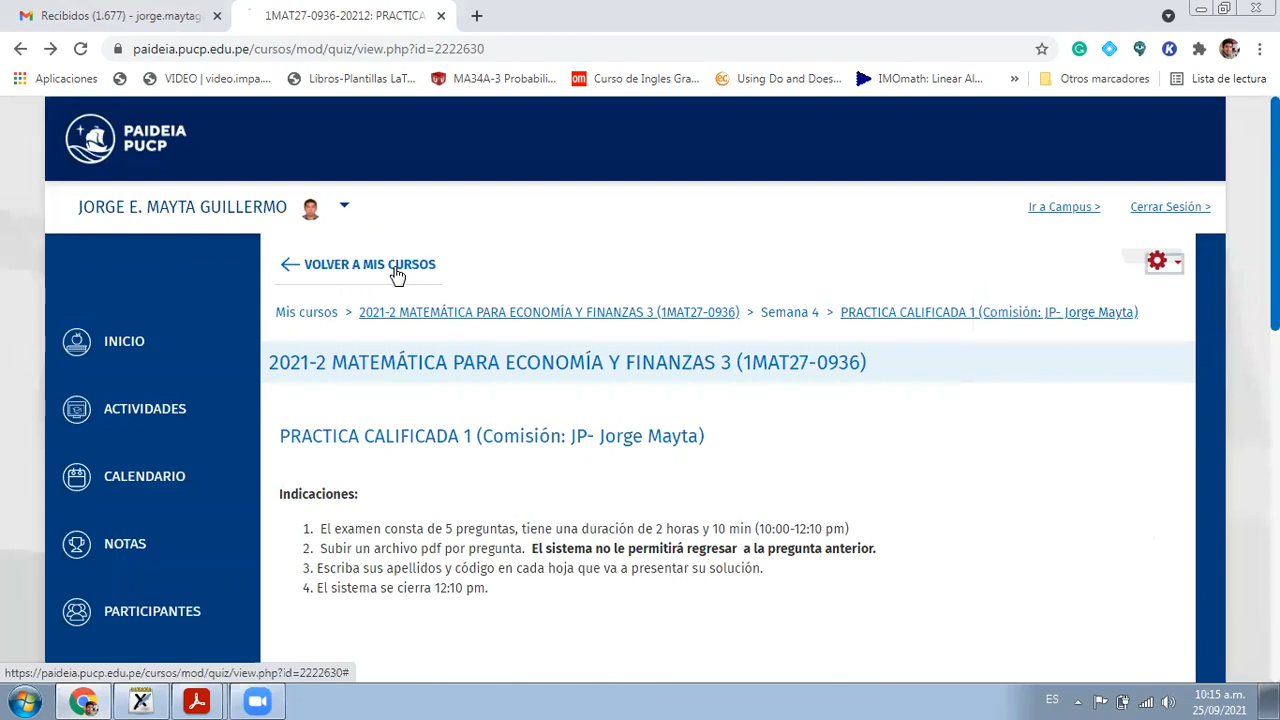 Recibidos (1.677) - jorge.maytag
1MAT27-0936-20212: PRACTICA
paideia.pucp.edu.pe/cursos/mod/quiz/view.php?id=2222630
Aplicaciones
VIDEO | video.impa....
Libros-Plantillas LaT...
MA34A-3 Probabili...
om Curso de Ingles Gra...
Using Do and Does...
IMOmath: Linear Al...
»
Otros marcadores
Lista de lectura
PAIDEIA
PUCP
JORGE E. MAYTA GUILLERMO
Ir a Campus >
Cerrar Sesión >
VOLVER A MIS CURSOS
Mis cursos > 2021-2 MATEMÁTICA PARA ECONOMÍA Y FINANZAS 3 (1MAT27-0936) > Semana 4 > PRACTICA CALIFICADA 1 (Comisión: JP- Jorge Mayta)
2021-2 MATEMÁTICA PARA ECONOMÍA Y FINANZAS 3 (1MAT27-0936)
INICIO
ACTIVIDADES
CALENDARIO
NOTAS
PARTICIPANTES
PRACTICA CALIFICADA 1 (Comisión: JP- Jorge Mayta)
Indicaciones:
1. El examen consta de 5 preguntas, tiene una duración de 2 horas y 10 min (10:00-12:10 pm)
2. Subir un archivo pdf por pregunta. El sistema no le permitirá regresar a la pregunta anterior.
3. Escriba sus apellidos y código en cada hoja que va a presentar su solución.
4. El sistema se cierra 12:10 pm.
https://paideia.pucp.edu.pe/cursos/mod/quiz/view.php?id=2222630#
ES
10:15 a.m.
25/09/2021